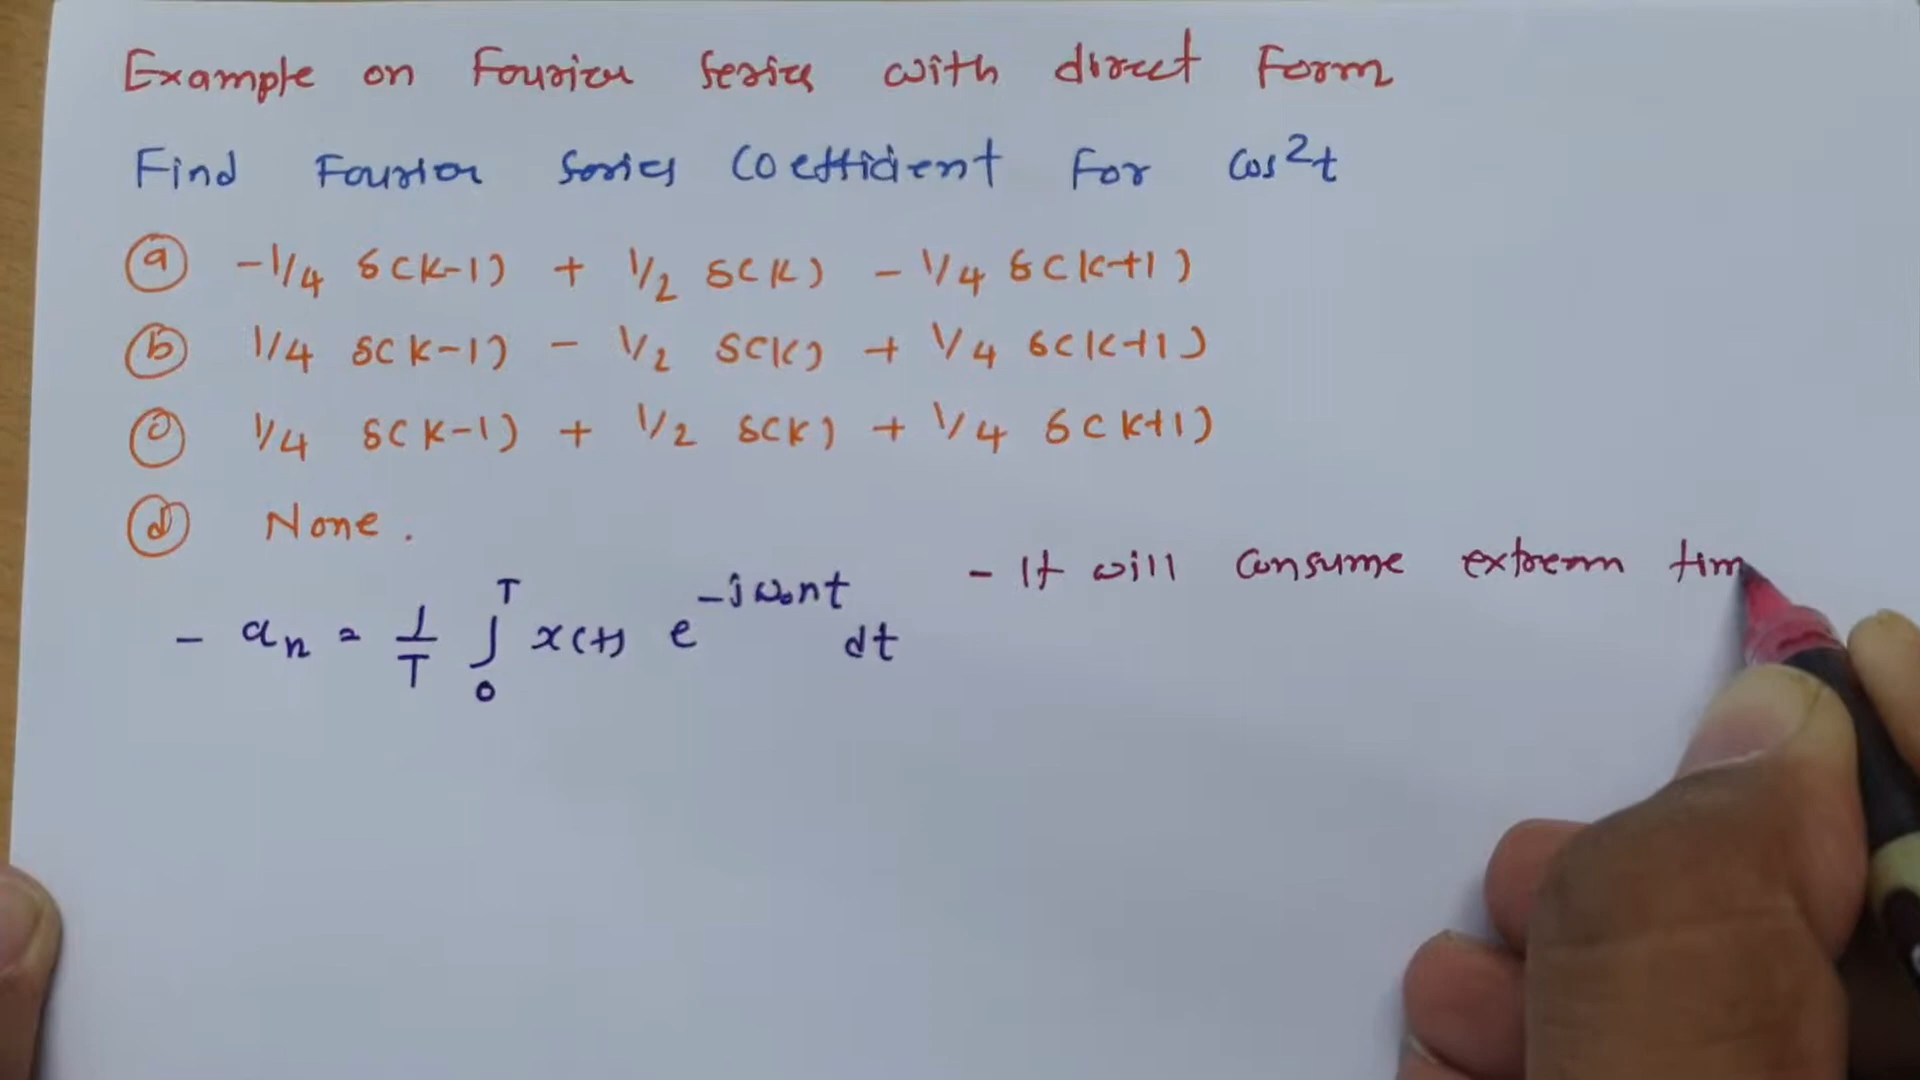 Example on Fourier Series with direct Form
Find Fourier Series Coefficient For Cos²t
ⓐ -1/4 δ(k-1) + 1/2 δ(k) - 1/4 δ(k+1)
ⓑ 1/4 δ(k-1) - 1/2 δ(k) + 1/4 δ(k+1)
ⓒ 1/4 δ(k-1) + 1/2 δ(k) + 1/4 δ(k+1)
ⓓ None.
- It will consume extrem tim
- aₙ = 1/T ∫₀ᵀ x(t) e^(-jω₀nt) dt